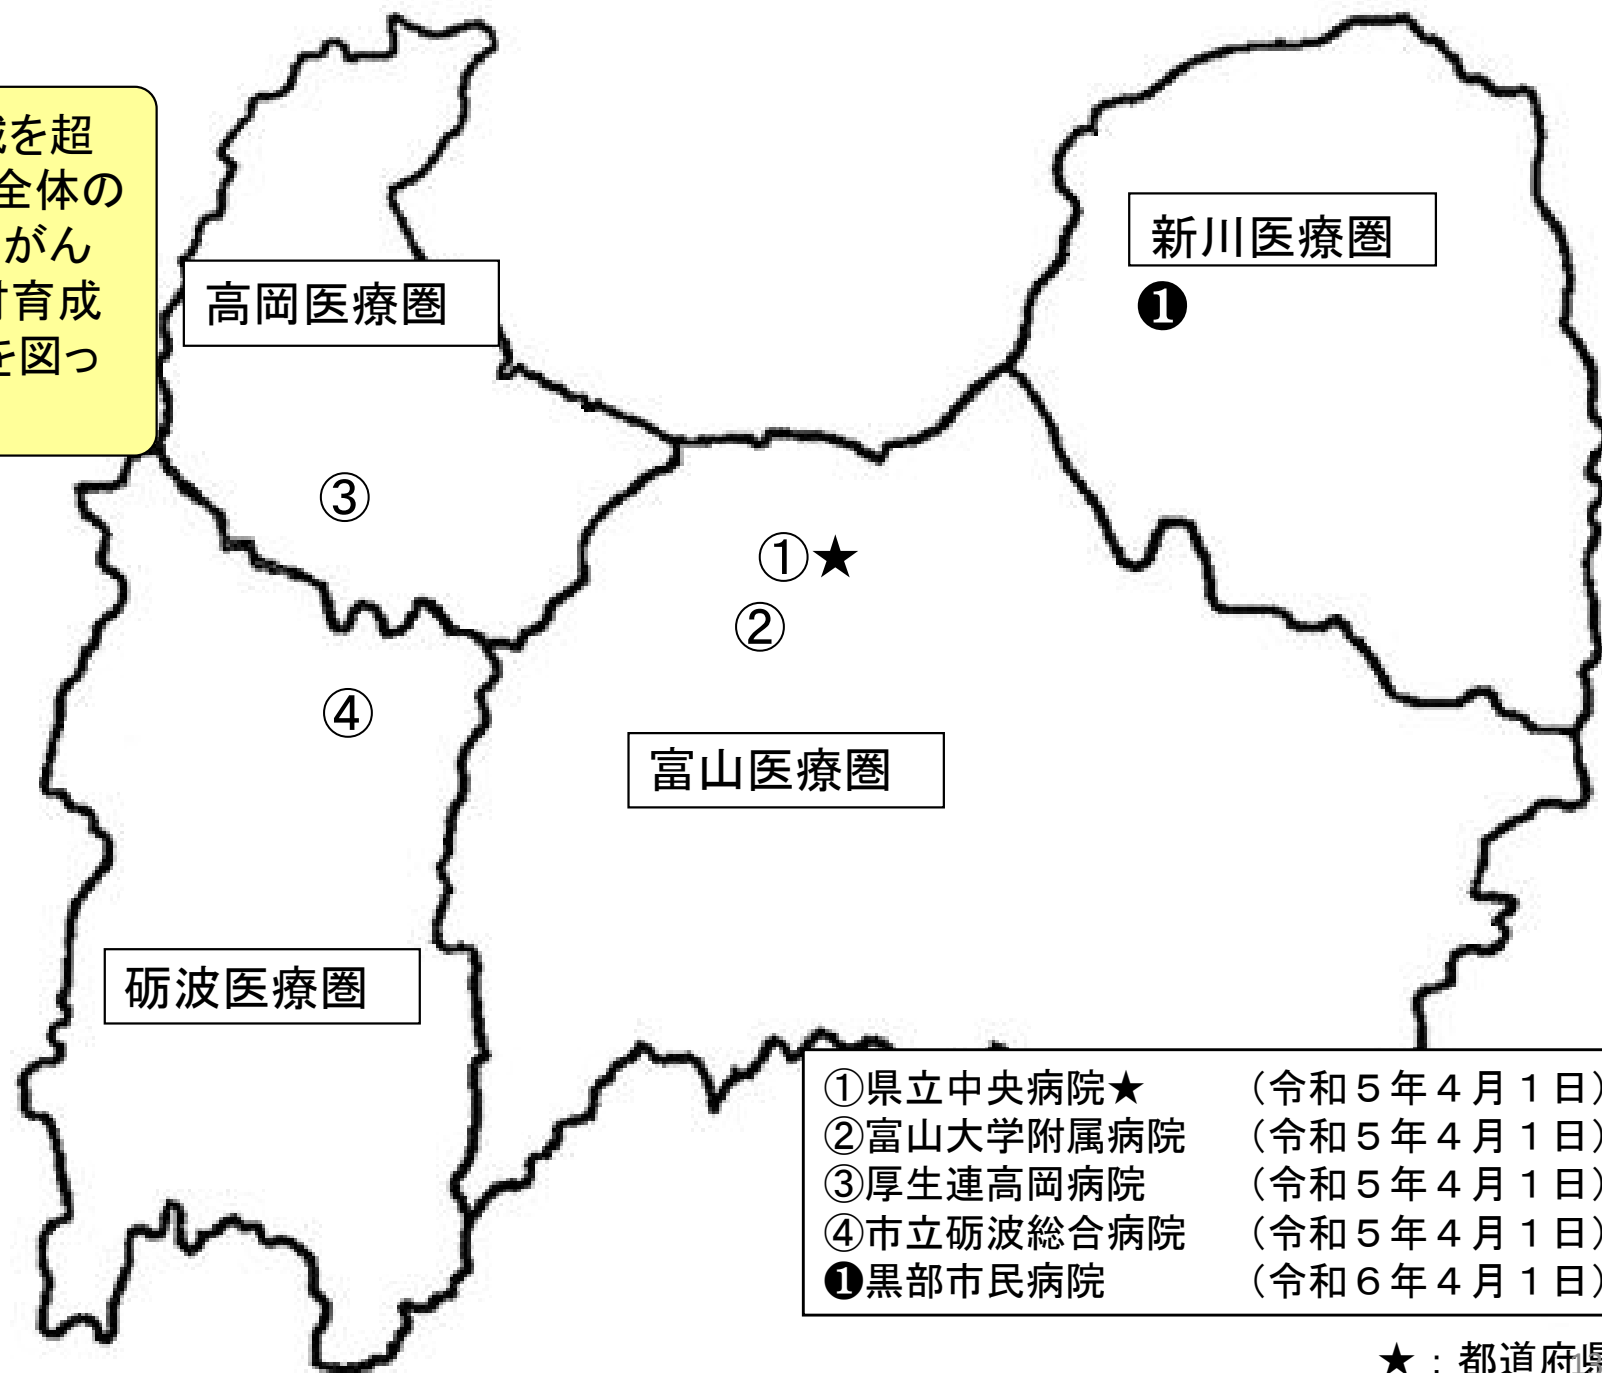 域を超
全体の
がん
材育成
を図っ
高岡医療圏
新川医療圏
❶
③
①★
②
④
富山医療圏
砺波医療圏
①県立中央病院★ （令和５年４月１日）
②富山大学附属病院 （令和５年４月１日）
③厚生連高岡病院 （令和５年４月１日）
④市立砺波総合病院 （令和５年４月１日）
❶黒部市民病院 （令和６年４月１日）
★：都道府県